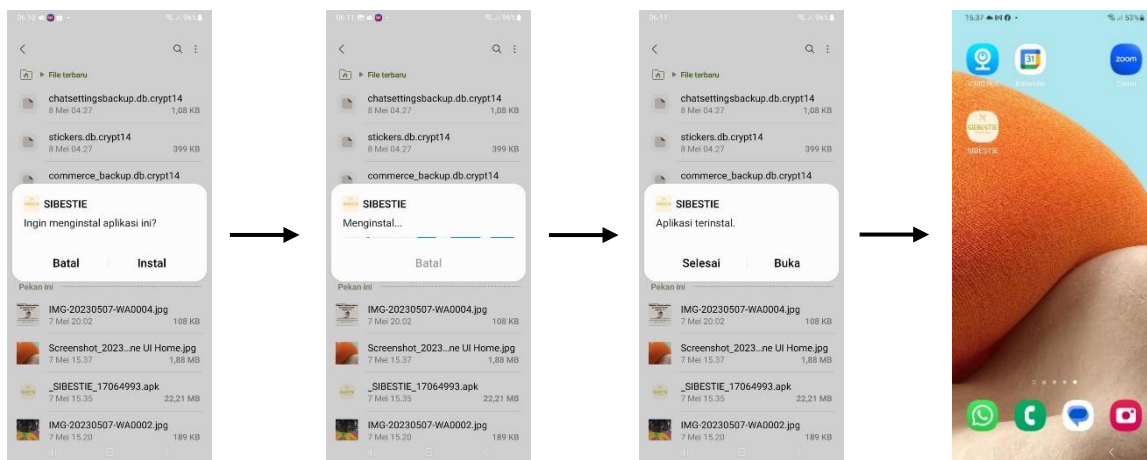 06.10
96%
File terbaru
chatsettingsbackup.db.crypt14
8 Mei 04.27 1,08 KB
stickers.db.crypt14
8 Mei 04.27 399 KB
commerce_backup.db.crypt14
SIBESTIE
Ingin menginstal aplikasi ini?
Batal Instal
Pekan ini
IMG-20230507-WA0004.jpg
7 Mei 20.02 108 KB
Screenshot_2023...ne UI Home.jpg
7 Mei 15.37 1,88 MB
_SIBESTIE_17064993.apk
7 Mei 15.35 22,21 MB
IMG-20230507-WA0002.jpg
7 Mei 15.20 189 KB
06.11
96%
File terbaru
chatsettingsbackup.db.crypt14
8 Mei 04.27 1,08 KB
stickers.db.crypt14
8 Mei 04.27 399 KB
commerce_backup.db.crypt14
SIBESTIE
Menginstal...
Batal
Pekan ini
IMG-20230507-WA0004.jpg
7 Mei 20.02 108 KB
Screenshot_2023...ne UI Home.jpg
7 Mei 15.37 1,88 MB
_SIBESTIE_17064993.apk
7 Mei 15.35 22,21 MB
IMG-20230507-WA0002.jpg
7 Mei 15.20 189 KB
06.11
96%
File terbaru
chatsettingsbackup.db.crypt14
8 Mei 04.27 1,08 KB
stickers.db.crypt14
8 Mei 04.27 399 KB
commerce_backup.db.crypt14
SIBESTIE
Aplikasi terinstal.
Selesai Buka
Pekan ini
IMG-20230507-WA0004.jpg
7 Mei 20.02 108 KB
Screenshot_2023...ne UI Home.jpg
7 Mei 15.37 1,88 MB
_SIBESTIE_17064993.apk
7 Mei 15.35 22,21 MB
IMG-20230507-WA0002.jpg
7 Mei 15.20 189 KB
15.37 53%
31 zoom
V380 Pro Kalender Zoom
SIBESTIE
SIBESTIE